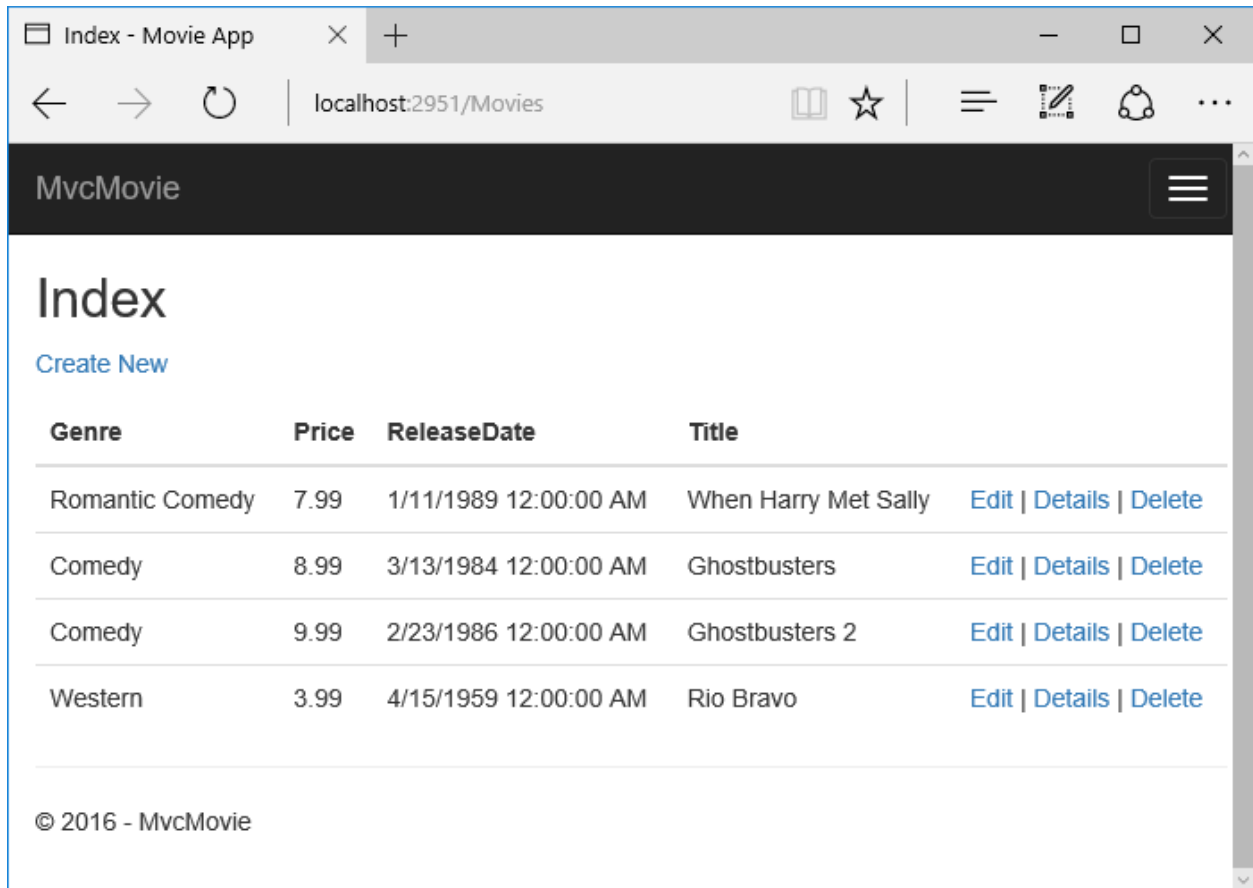 Index - Movie App
localhost:2951/Movies
MvcMovie
Index
Create New
Genre Price ReleaseDate Title
Romantic Comedy 7.99 1/11/1989 12:00:00 AM When Harry Met Sally Edit | Details | Delete
Comedy 8.99 3/13/1984 12:00:00 AM Ghostbusters Edit | Details | Delete
Comedy 9.99 2/23/1986 12:00:00 AM Ghostbusters 2 Edit | Details | Delete
Western 3.99 4/15/1959 12:00:00 AM Rio Bravo Edit | Details | Delete
© 2016 - MvcMovie